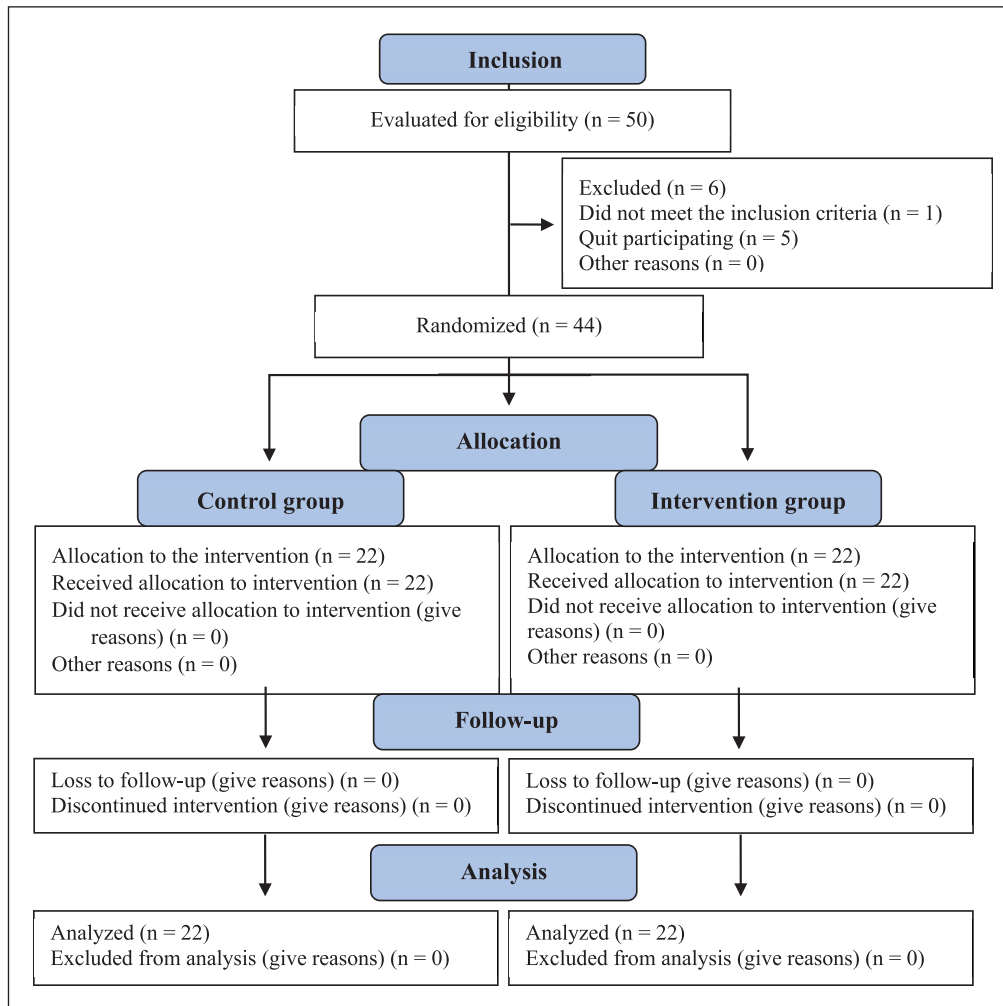 Inclusion
Evaluated for eligibility (n = 50)
Excluded (n = 6)
Did not meet the inclusion criteria (n = 1)
Quit participating (n = 5)
Other reasons (n = 0)
Randomized (n = 44)
Allocation
Control group
Allocation to the intervention (n = 22)
Received allocation to intervention (n = 22)
Did not receive allocation to intervention (give
reasons) (n = 0)
Other reasons (n = 0)
Intervention group
Allocation to the intervention (n = 22)
Received allocation to intervention (n = 22)
Did not receive allocation to intervention (give
reasons) (n = 0)
Other reasons (n = 0)
Follow-up
Loss to follow-up (give reasons) (n = 0)
Discontinued intervention (give reasons) (n = 0)
Loss to follow-up (give reasons) (n = 0)
Discontinued intervention (give reasons) (n = 0)
Analysis
Analyzed (n = 22)
Excluded from analysis (give reasons) (n = 0)
Analyzed (n = 22)
Excluded from analysis (give reasons) (n = 0)